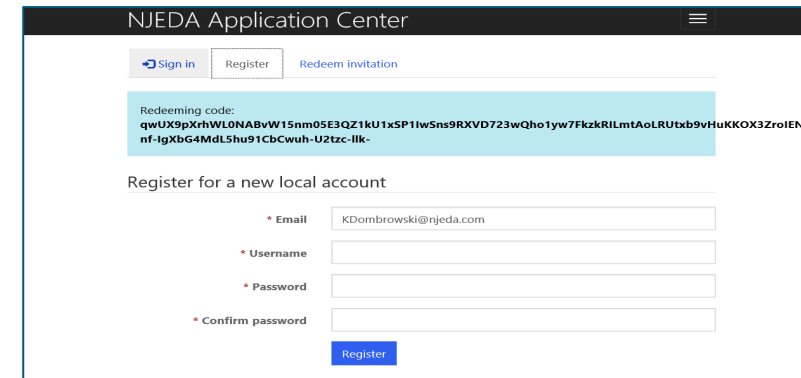 NJEDA Application Center
Sign in Register Redeem invitation
Redeeming code:
qwUX9pXrhWL0NABvW15nm05E3QZ1kU1xSP1IwSns9RXVD723wQho1yw7FkzkRILmtAoLRUtxb9vHuKKOX3ZroIEN
nf-IgXbG4MdL5hu91CbCwuh-U2tzc-Ilk-
Register for a new local account
* Email KDombrowski@njeda.com
* Username
* Password
* Confirm password
Register